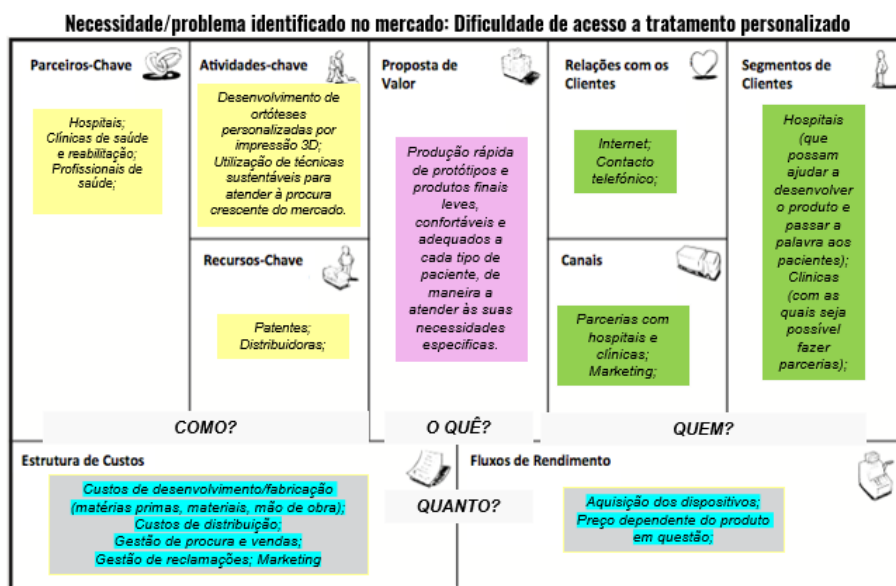 Necessidade/problema identificado no mercado: Dificuldade de acesso a tratamento personalizado
Parceiros-Chave
Hospitais;
Clínicas de saúde
e reabilitação;
Profissionais de
saúde;
Atividades-chave
Desenvolvimento de
ortóteses
personalizadas por
impressão 3D;
Utilização de técnicas
sustentáveis para
atender à procura
crescente do mercado.
Recursos-Chave
Patentes;
Distribuidoras;
Proposta de
Valor
Produção rápida
de protótipos e
produtos finais
leves,
confortáveis e
adequados a
cada tipo de
paciente, de
maneira a
atender às suas
necessidades
especificas.
Relações com os
Clientes
Internet;
Contacto
telefónico;
Canais
Parcerias com
hospitais e
clínicas;
Marketing;
Segmentos de
Clientes
Hospitais
(que
possam
ajudar a
desenvolver
o produto e
passar a
palavra aos
pacientes);
Clinicas
(com as
quais seja
possível
fazer
parcerias);
COMO?
O QUÊ?
QUEM?
Estrutura de Custos
Custos de desenvolvimento/fabricação
(matérias primas, materiais, mão de obra);
Custos de distribuição;
Gestão de procura e vendas;
Gestão de reclamações; Marketing
QUANTO?
Fluxos de Rendimento
Aquisição dos dispositivos;
Preço dependente do produto
em questão;